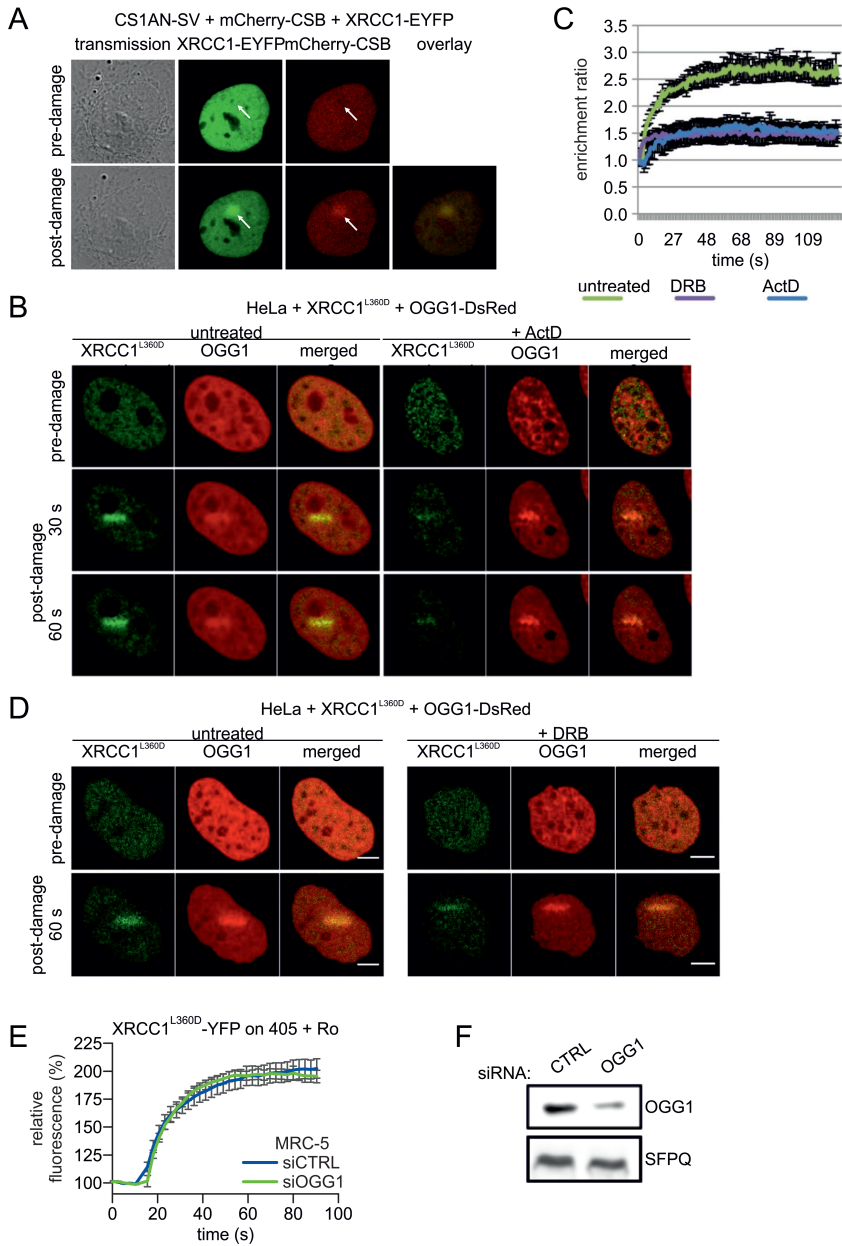 A
CS1AN-SV + mCherry-CSB + XRCC1-EYFP
transmission XRCC1-EYFP mCherry-CSB overlay
pre-damage
post-damage
C
enrichment ratio
3.5
3.0
2.5
2.0
1.5
1.0
0.5
0.0
0 27 48 68 89 109
time (s)
untreated DRB ActD
B
HeLa + XRCC1L360D + OGG1-DsRed
untreated + ActD
XRCC1L360D OGG1 merged XRCC1L360D OGG1 merged
pre-damage
post-damage
30 s
60 s
D
HeLa + XRCC1L360D + OGG1-DsRed
untreated + DRB
XRCC1L360D OGG1 merged XRCC1L360D OGG1 merged
pre-damage
post-damage
60 s
E
XRCC1L360D-YFP on 405 + Ro
relative
fluorescence (%)
225
200
175
150
125
100
MRC-5
siCTRL
siOGG1
0 20 40 60 80 100
time (s)
F
siRNA: CTRL OGG1
OGG1
SFPQ